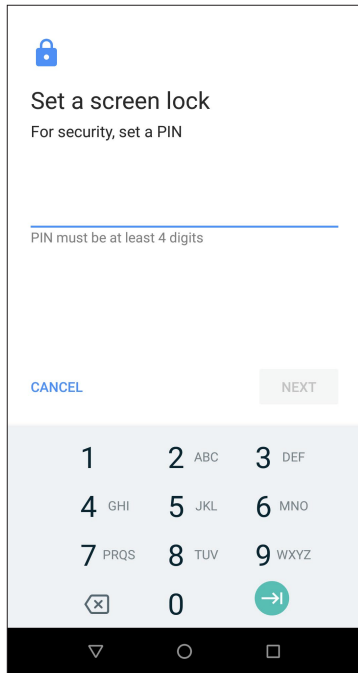 Set a screen lock
For security, set a PIN
PIN must be at least 4 digits
CANCEL NEXT
1 2 ABC 3 DEF
4 GHI 5 JKL 6 MNO
7 PRQS 8 TUV 9 WXYZ
0